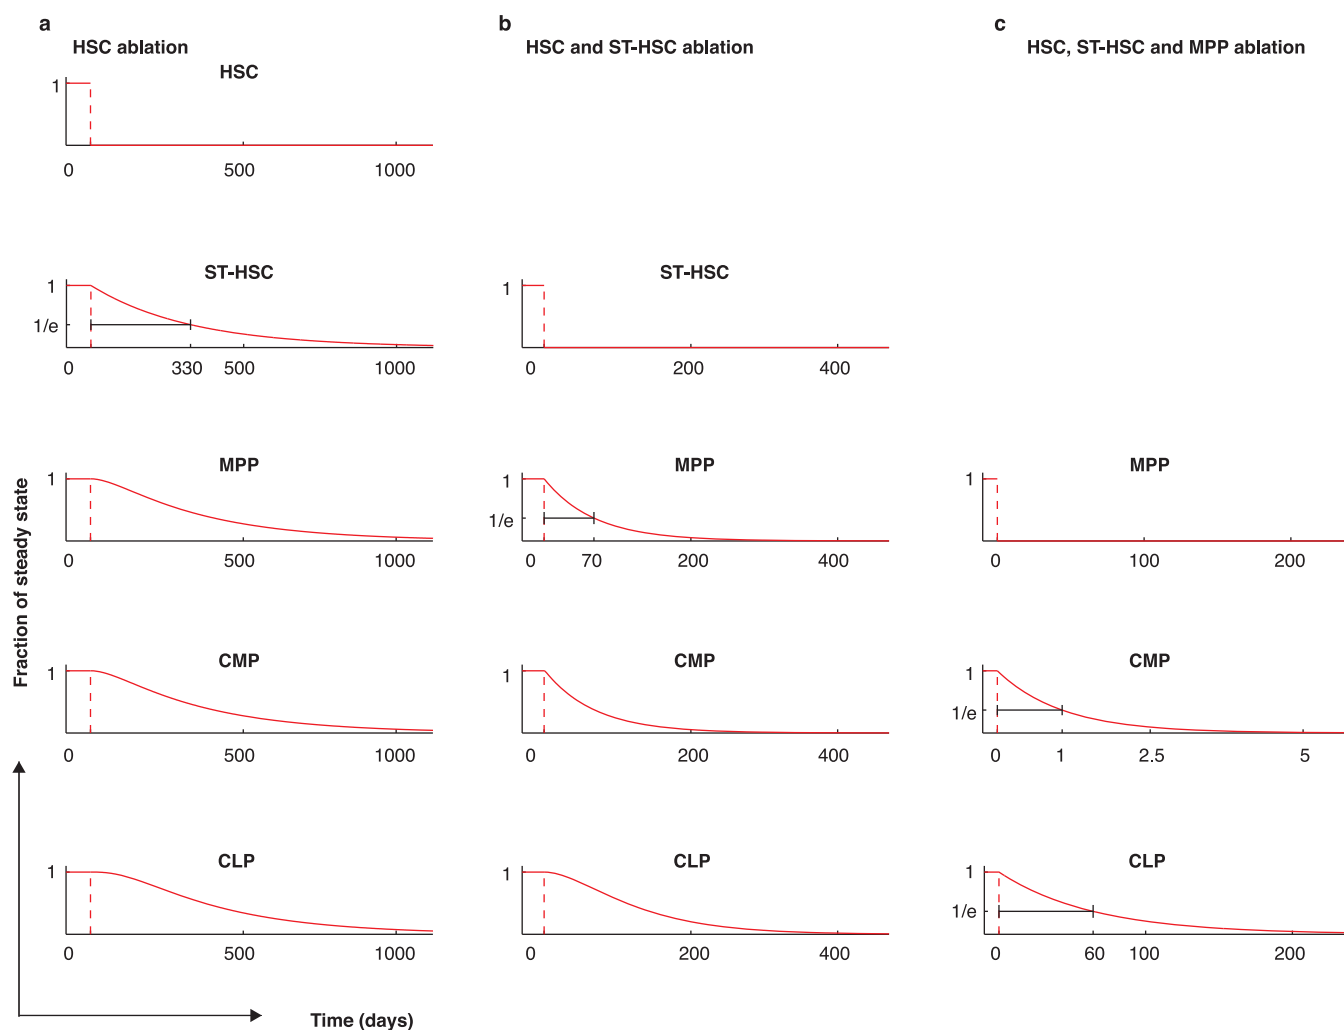 a
HSC ablation
HSC
1
0 500 1000
ST-HSC
1
1/e
0 330 500 1000
MPP
1
0 500 1000
CMP
1
0 500 1000
CLP
1
0 500 1000
b
HSC and ST-HSC ablation
ST-HSC
1
0 200 400
MPP
1
1/e
0 70 200 400
CMP
1
0 200 400
CLP
1
0 200 400
c
HSC, ST-HSC and MPP ablation
MPP
1
0 100 200
CMP
1
1/e
0 1 2.5 5
CLP
1
1/e
0 60 100 200
Fraction of steady state
Time (days)